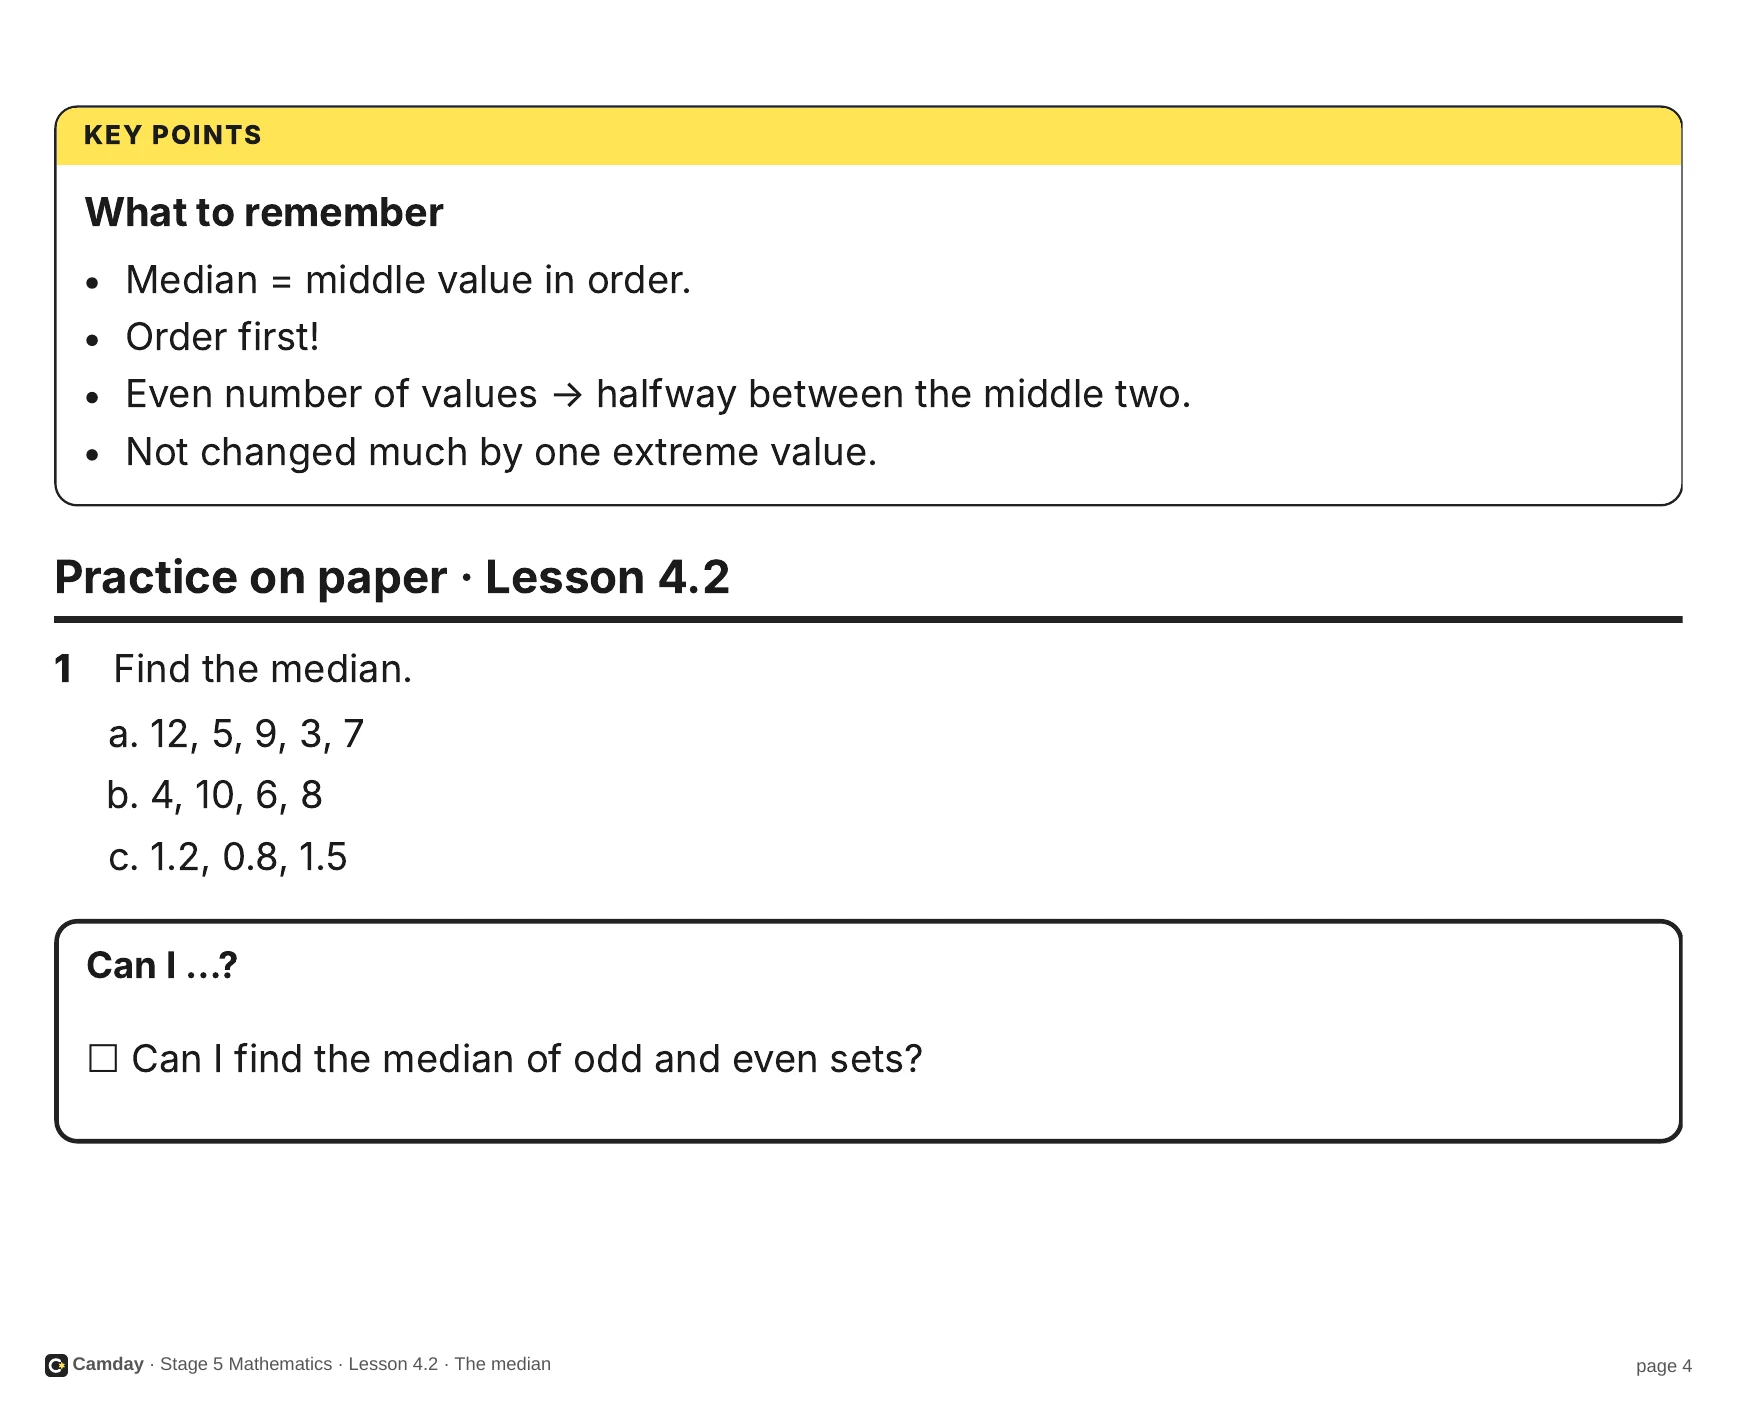 KEY POINTS
What to remember
• Median = middle value in order.
• Order first!
• Even number of values → halfway between the middle two.
• Not changed much by one extreme value.
Practice on paper · Lesson 4.2
1 Find the median.
a. 12, 5, 9, 3, 7
b. 4, 10, 6, 8
c. 1.2, 0.8, 1.5
Can I ...?
☐ Can I find the median of odd and even sets?
Camday · Stage 5 Mathematics · Lesson 4.2 · The median
page 4